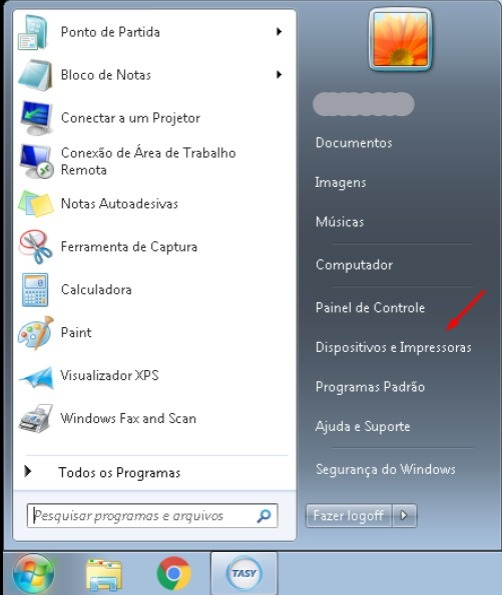 Ponto de Partida
Bloco de Notas
Conectar a um Projetor
Conexão de Área de Trabalho
Remota
Notas Autoadesivas
Ferramenta de Captura
Calculadora
Paint
Visualizador XPS
Windows Fax and Scan
Todos os Programas
Pesquisar programas e arquivos
Documentos
Imagens
Músicas
Computador
Painel de Controle
Dispositivos e Impressoras
Programas Padrão
Ajuda e Suporte
Segurança do Windows
Fazer logoff
TASY